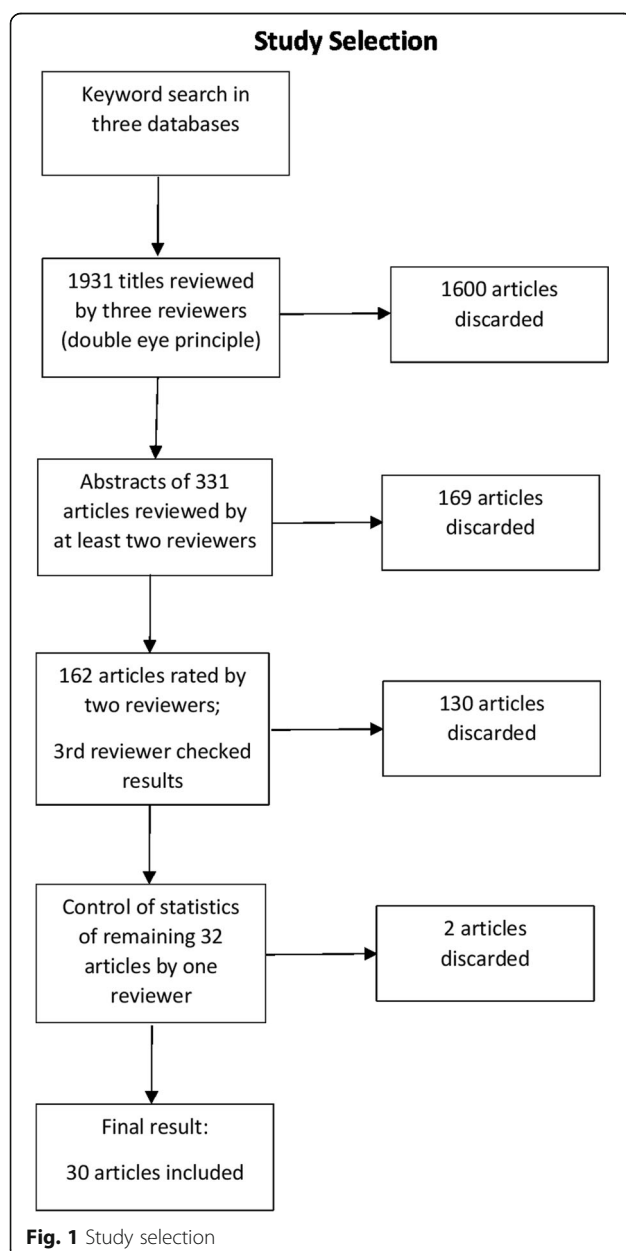 Study Selection
Keyword search in
three databases
1931 titles reviewed
by three reviewers
(double eye principle)
1600 articles
discarded
Abstracts of 331
articles reviewed by
at least two reviewers
169 articles
discarded
162 articles rated by
two reviewers;
3rd reviewer checked
results
130 articles
discarded
Control of statistics
of remaining 32
articles by one
reviewer
2 articles
discarded
Final result:
30 articles included
Fig. 1 Study selection